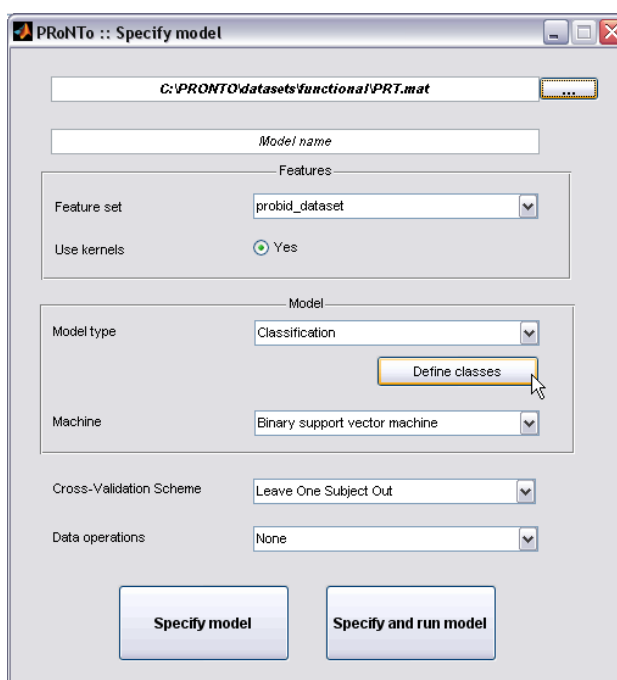 PRoNTo :: Specify model
C:\PRONTO\datasets\functional\PRT.mat
...
Model name
Features
Feature set
probid_dataset
Use kernels
Yes
Model
Model type
Classification
Define classes
Machine
Binary support vector machine
Cross-Validation Scheme
Leave One Subject Out
Data operations
None
Specify model
Specify and run model